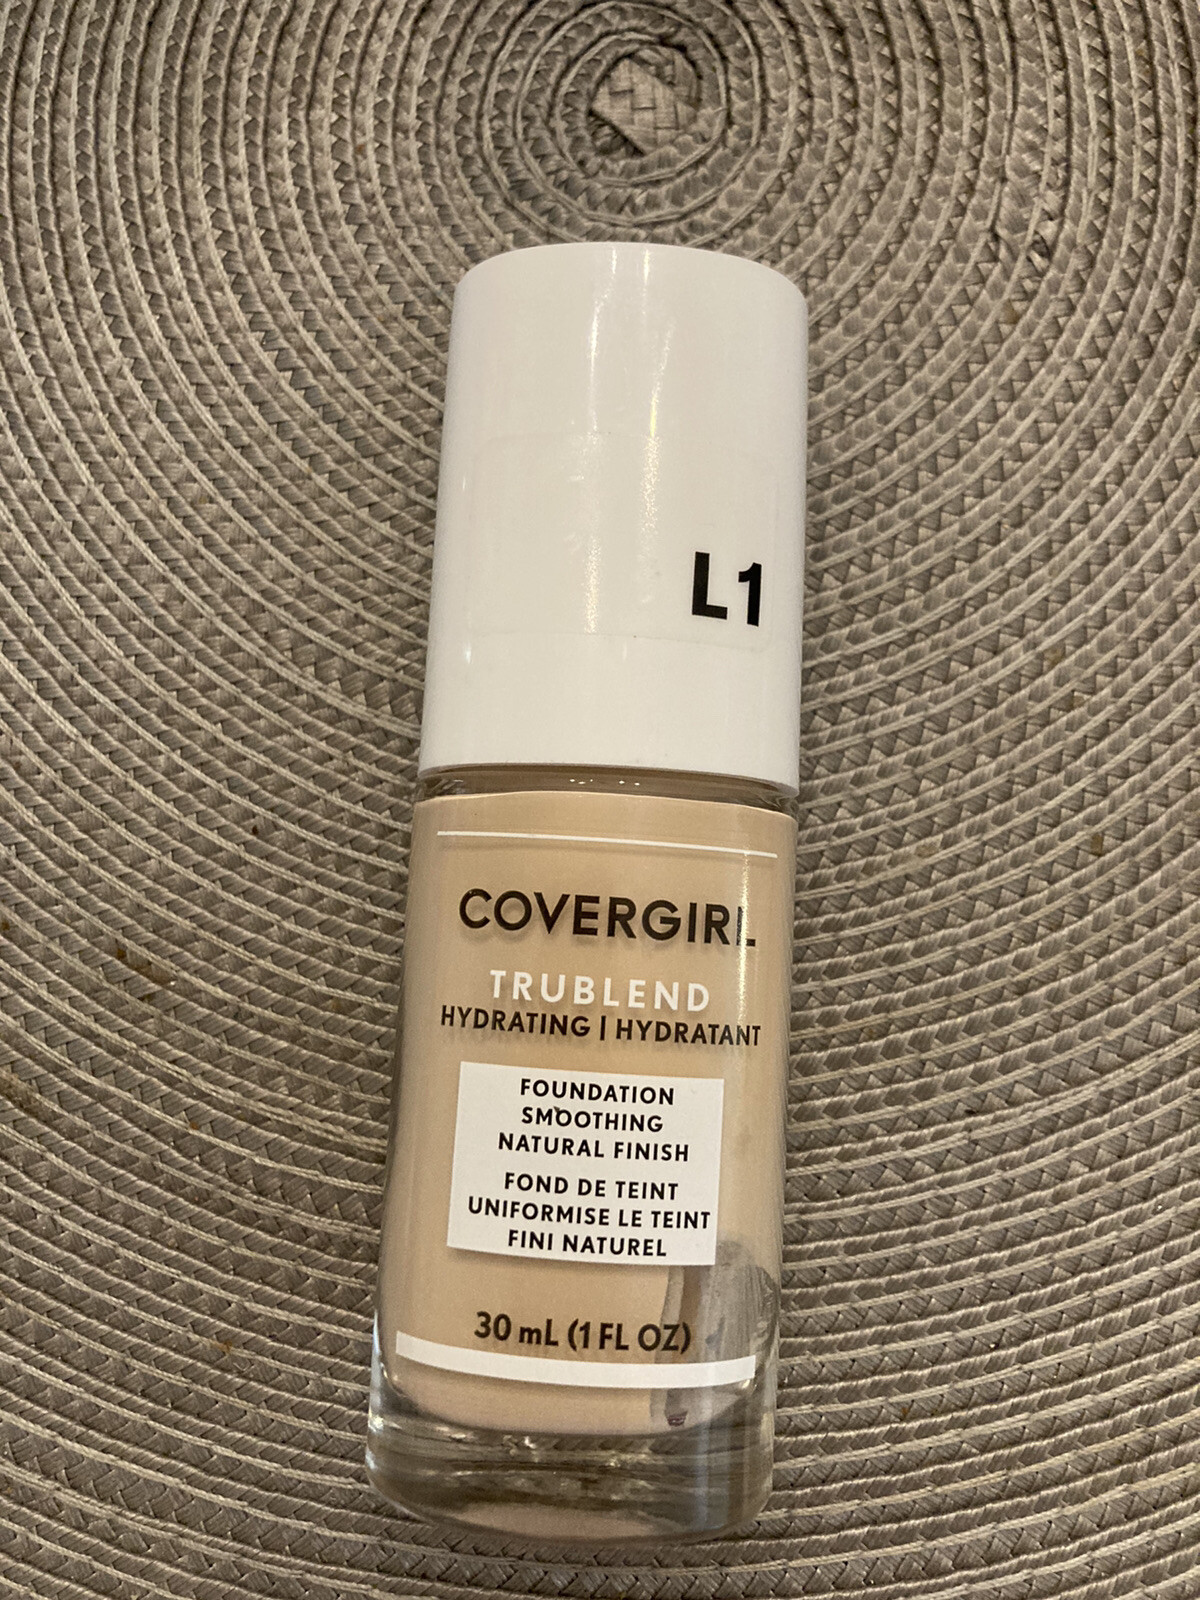 L1
COVERGIRL
TRUBLEND
HYDRATING | HYDRATANT
FOUNDATION
SMOOTHING
NATURAL FINISH
FOND DE TEINT
UNIFORMISE LE TEINT
FINI NATUREL
30 mL (1 FL OZ)